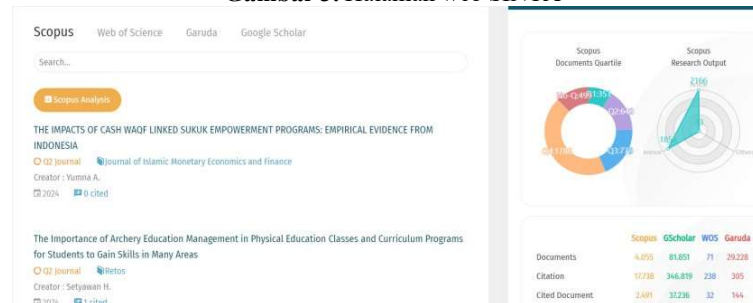 Scopus Web of Science Garuda Google Scholar
Search...
Scopus Analysis
THE IMPACTS OF CASH WAQF LINKED SUKUK EMPOWERMENT PROGRAMS: EMPIRICAL EVIDENCE FROM
INDONESIA
Q2 Journal Journal of Islamic Monetary Economics and Finance
Creator : Yumna A.
2024 0 cited
The Importance of Archery Education Management in Physical Education Classes and Curriculum Programs
for Students to Gain Skills in Many Areas
Q2 Journal Retos
Creator : Setyawan H.
2024 1 cited
Scopus
Documents Quartile
Scopus
Research Output
2166
Scopus GScholar WOS Garuda
Documents 4.055 81.851 71 29.228
Citation 17.738 346.819 238 305
Cited Document 2.491 37.236 32 144